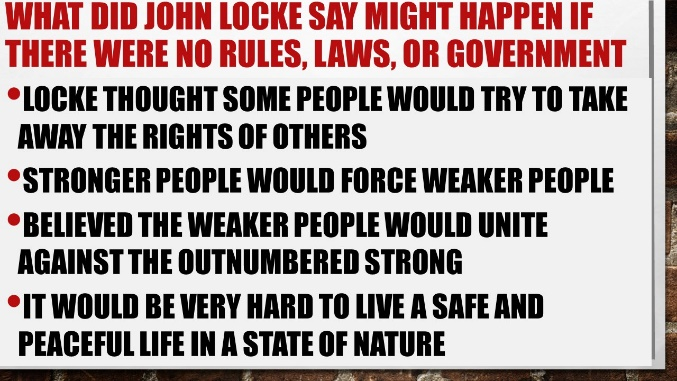 WHAT DID JOHN LOCKE SAY MIGHT HAPPEN IF
THERE WERE NO RULES, LAWS, OR GOVERNMENT
•LOCKE THOUGHT SOME PEOPLE WOULD TRY TO TAKE
AWAY THE RIGHTS OF OTHERS
•STRONGER PEOPLE WOULD FORCE WEAKER PEOPLE
•BELIEVED THE WEAKER PEOPLE WOULD UNITE
AGAINST THE OUTNUMBERED STRONG
•IT WOULD BE VERY HARD TO LIVE A SAFE AND
PEACEFUL LIFE IN A STATE OF NATURE